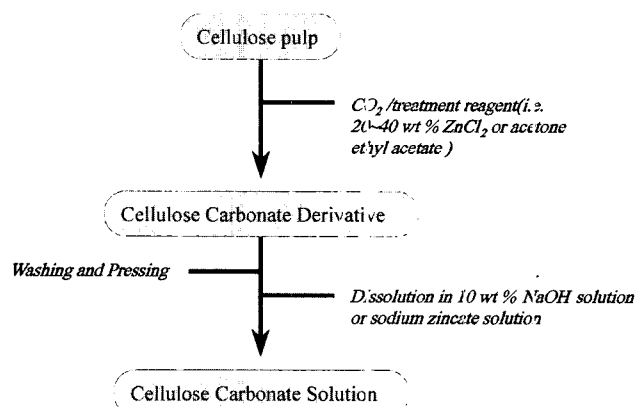 Cellulose pulp
CO2 /treatment reagent(i.e.
20~40 wt % ZnCl2 or acetone
ethyl acetate )
Cellulose Carbonate Derivative
Washing and Pressing
Dissolution in 10 wt % NaOH solution
or sodium zincate solution
Cellulose Carbonate Solution